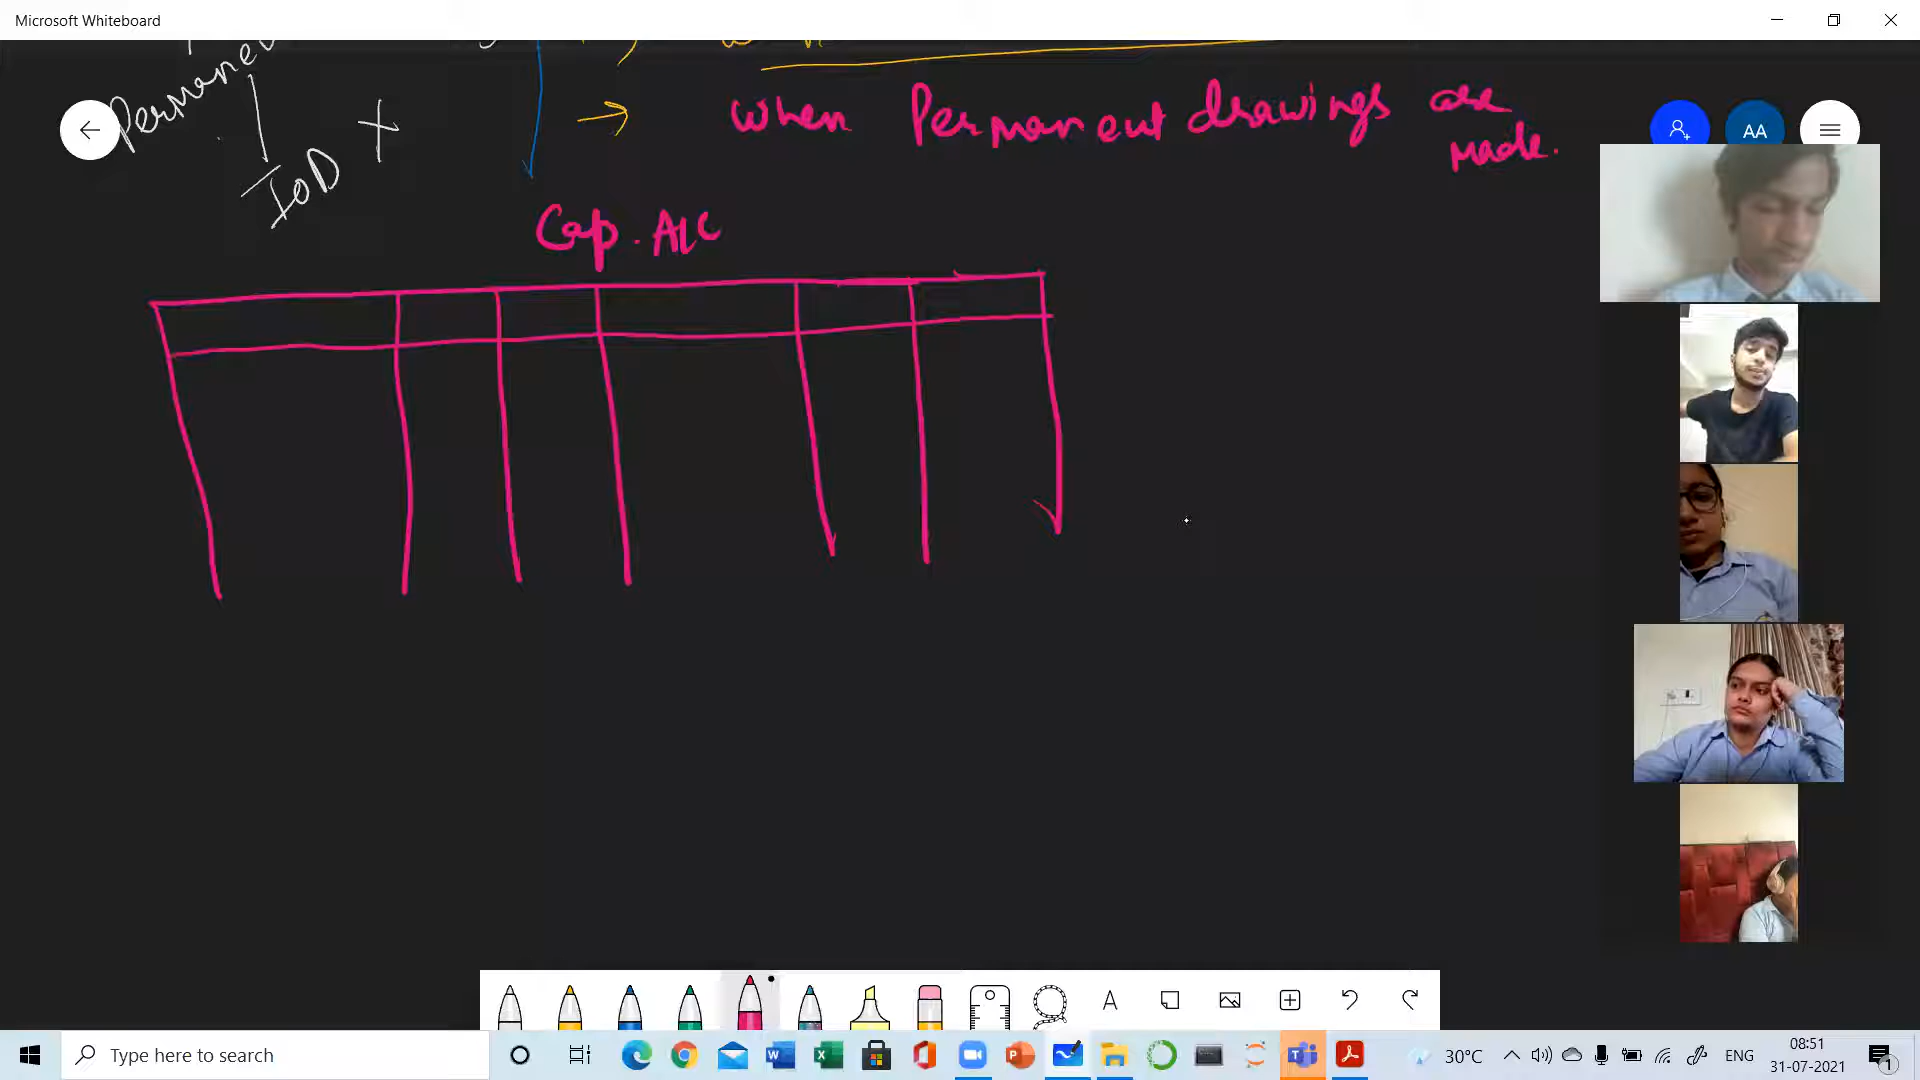 Microsoft Whiteboard
when Permanent drawings are
made.
IoD X
AA
Cap. A/C
A
Type here to search
30°C
ENG
08:51
31-07-2021
1